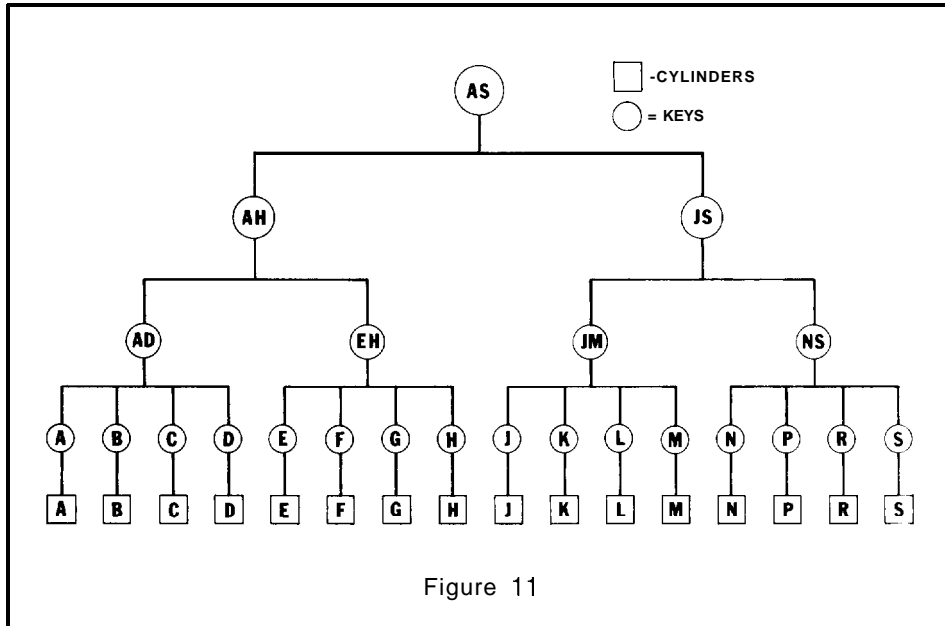 AS
-CYLINDERS
= KEYS
AH JS
AD EH JM NS
A B C D E F G H J K L M N P R S
A B C D E F G H J K L M N P R S
Figure 11